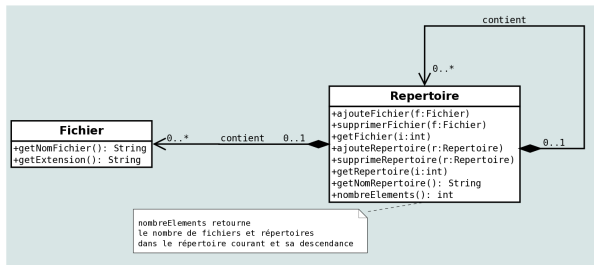 contient
0..*
Repertoire
+ajouteFichier(f:Fichier)
+supprimerFichier(f:Fichier)
+getFichier(i:int)
+ajouteRepertoire(r:Repertoire)
+supprimeRepertoire(r:Repertoire)
+getRepertoire(i:int)
+getNomRepertoire(): String
+nombreElements(): int
0..1
Fichier
+getNomFichier(): String
+getExtension(): String
0..* contient 0..1
nombreElements retourne
le nombre de fichiers et répertoires
dans le répertoire courant et sa descendance